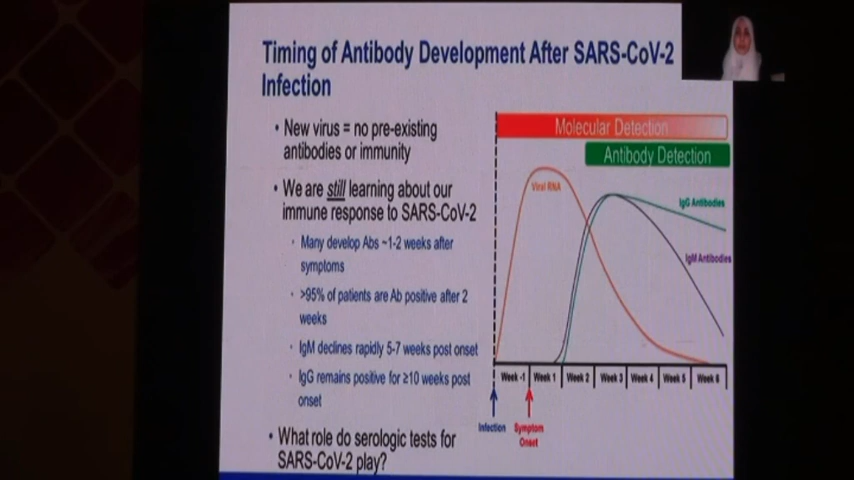 Timing of Antibody Development After SARS-CoV-2
Infection
• New virus = no pre-existing
antibodies or immunity
• We are still learning about our
immune response to SARS-CoV-2
• Many develop Abs ~1-2 weeks after
symptoms
• >95% of patients are Ab positive after 2
weeks
• IgM declines rapidly 5-7 weeks post onset
• IgG remains positive for ≥10 weeks post
onset
• What role do serologic tests for
SARS-CoV-2 play?
Molecular Detection
Antibody Detection
Viral RNA
IgG Antibodies
IgM Antibodies
Week -1 Week 1 Week 2 Week 3 Week 4 Week 5 Week 6
Infection
Symptom
Onset